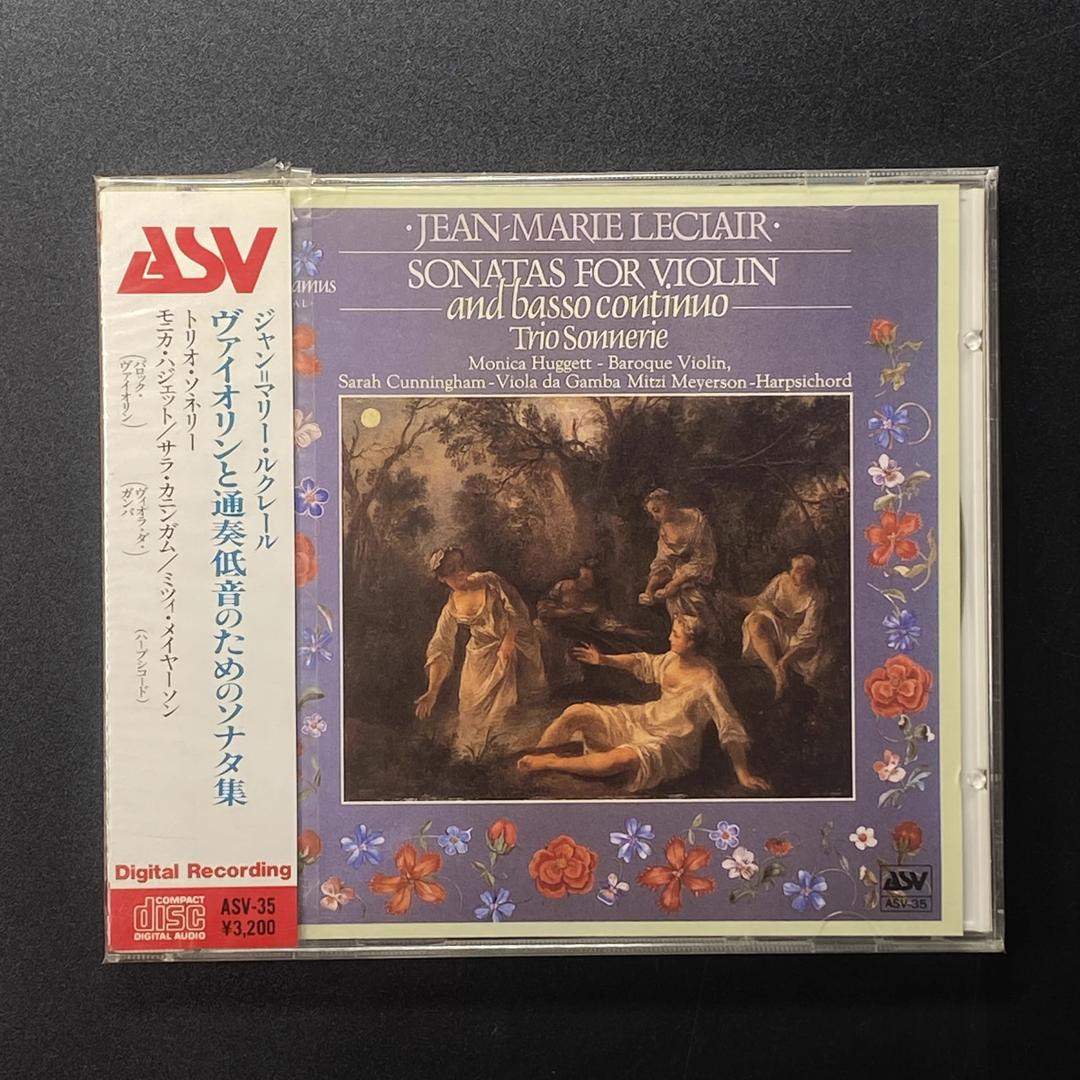 ASV
ジャン=マリー・ルクレール
ヴァイオリンと通奏低音のためのソナタ集
トリオ・ソネリー
モニカ・ハジェット/サラ・カニンガム/ミツィ・メイヤーソン
(バロック・ヴァイオリン)
(ヴィオラ・ダ・ガンバ)
(ハープシコード)
Digital Recording
COMPACT
disc
DIGITAL AUDIO
ASV-35
¥3,200
·JEAN-MARIE LECLAIR·
SONATAS FOR VIOLIN
and basso continuo
Trio Sonnerie
Monica Huggett - Baroque Violin,
Sarah Cunningham-Viola da Gamba Mitzi Meyerson-Harpsichord
ASV
ASV-35